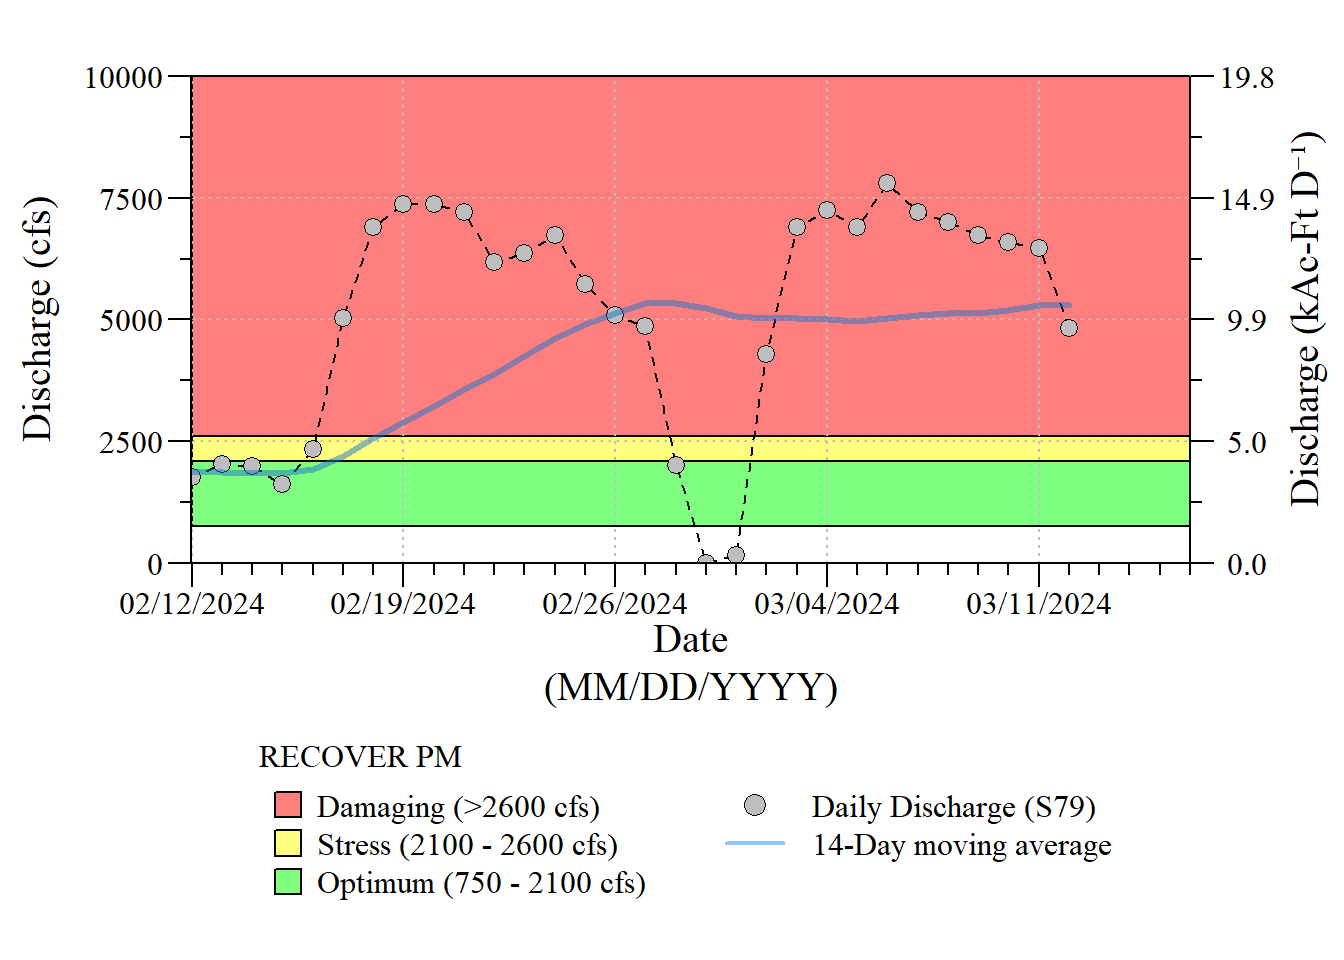 10000
7500
5000
2500
0
Discharge (cfs)
19.8
14.9
9.9
5.0
0.0
Discharge (kAc-Ft D⁻¹)
02/12/2024
02/19/2024
02/26/2024
03/04/2024
03/11/2024
Date
(MM/DD/YYYY)
RECOVER PM
Damaging (>2600 cfs)
Stress (2100 - 2600 cfs)
Optimum (750 - 2100 cfs)
Daily Discharge (S79)
14-Day moving average